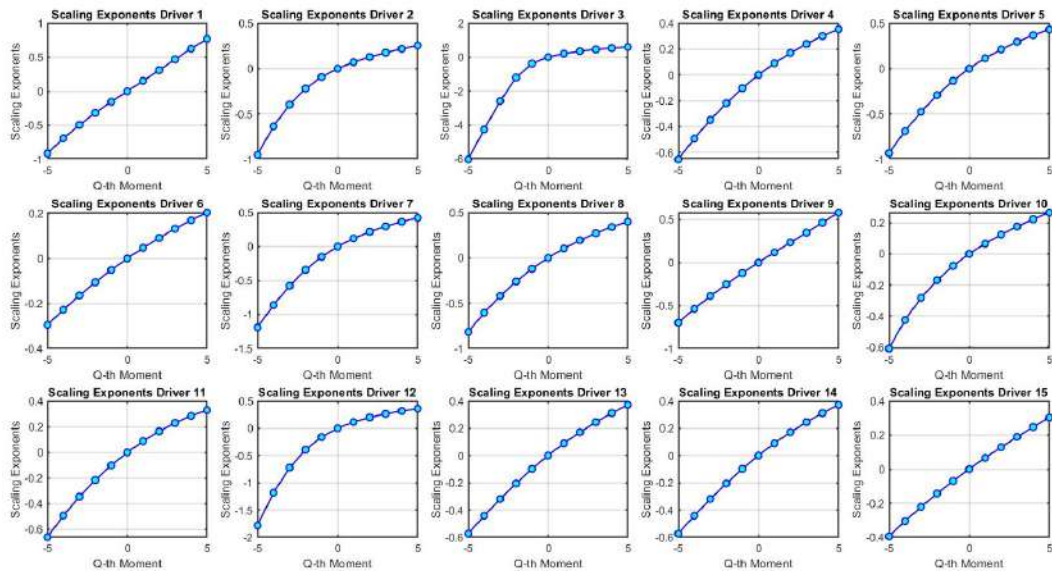 Scaling Exponents Driver 1
Scaling Exponents
1
0.5
0
-0.5
-1
-5
0
5
Q-th Moment
Scaling Exponents Driver 2
Scaling Exponents
0.5
0
-0.5
-1
-5
0
5
Q-th Moment
Scaling Exponents Driver 3
Scaling Exponents
2
0
-2
-4
-6
-5
0
5
Q-th Moment
Scaling Exponents Driver 4
Scaling Exponents
0.4
0.2
0
-0.2
-0.4
-0.6
-5
0
5
Q-th Moment
Scaling Exponents Driver 5
Scaling Exponents
0.5
0
-0.5
-1
-5
0
5
Q-th Moment
Scaling Exponents Driver 6
Scaling Exponents
0.2
0
-0.2
-0.4
-5
0
5
Q-th Moment
Scaling Exponents Driver 7
Scaling Exponents
0.5
0
-0.5
-1
-1.5
-5
0
5
Q-th Moment
Scaling Exponents Driver 8
Scaling Exponents
0.5
0
-0.5
-1
-5
0
5
Q-th Moment
Scaling Exponents Driver 9
Scaling Exponents
0.5
0
-0.5
-1
-5
0
5
Q-th Moment
Scaling Exponents Driver 10
Scaling Exponents
0.2
0
-0.2
-0.4
-0.6
-5
0
5
Q-th Moment
Scaling Exponents Driver 11
Scaling Exponents
0.4
0.2
0
-0.2
-0.4
-0.6
-5
0
5
Q-th Moment
Scaling Exponents Driver 12
Scaling Exponents
0.5
0
-0.5
-1
-1.5
-2
-5
0
5
Q-th Moment
Scaling Exponents Driver 13
Scaling Exponents
0.4
0.2
0
-0.2
-0.4
-0.6
-5
0
5
Q-th Moment
Scaling Exponents Driver 14
Scaling Exponents
0.4
0.2
0
-0.2
-0.4
-0.6
-5
0
5
Q-th Moment
Scaling Exponents Driver 15
Scaling Exponents
0.4
0.2
0
-0.2
-0.4
-5
0
5
Q-th Moment